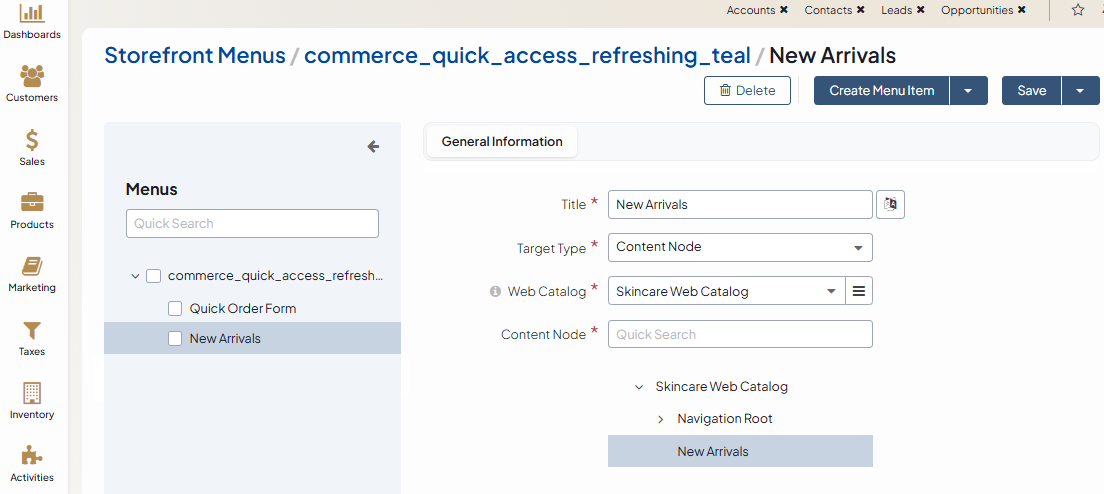 Accounts ✖ Contacts ✖ Leads ✖ Opportunities ✖
Dashboards
Customers
Sales
Products
Marketing
Taxes
Inventory
Activities
Storefront Menus / commerce_quick_access_refreshing_teal / New Arrivals
Delete
Create Menu Item
Save
Menus
Quick Search
commerce_quick_access_refresh...
Quick Order Form
New Arrivals
General Information
Title * New Arrivals
Target Type * Content Node
Web Catalog * Skincare Web Catalog
Content Node * Quick Search
Skincare Web Catalog
Navigation Root
New Arrivals